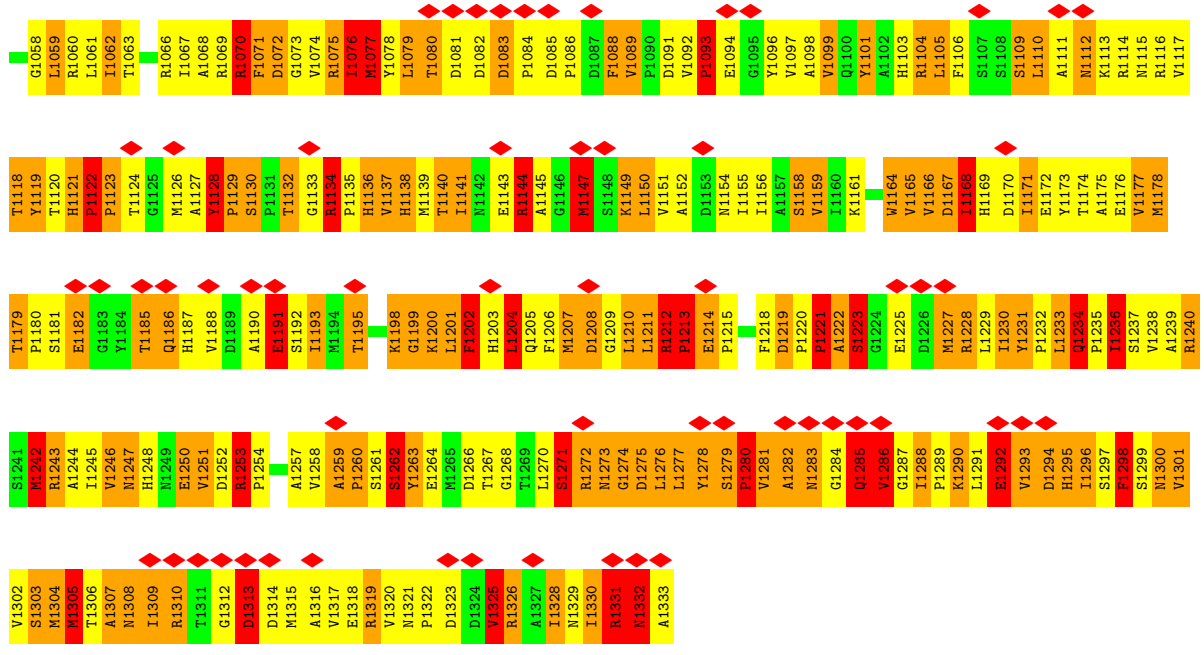 G1058 L1059 R1060 L1061 I1062 T1063 R1066 I1067 A1068 R1069 R1070 F1071 D1072 G1073 V1074 R1075 I1076 M1077 Y1078 L1079 T1080 D1081 D1082 D1083 P1084 D1085 P1086 D1087 F1088 V1089 P1090 D1091 V1092 P1093 E1094 G1095 Y1096 V1097 A1098 V1099 Q1100 Y1101 A1102 H1103 R1104 L1105 F1106 S1107 S1108 S1109 L1110 A1111 N1112 K1113 R1114 N1115 R1116 V1117
T1118 Y1119 T1120 H1121 P1122 P1123 T1124 G1125 M1126 A1127 Y1128 P1129 S1130 P1131 T1132 G1133 R1134 P1135 H1136 V1137 H1138 M1139 T1140 I1141 N1142 E1143 R1144 A1145 G1146 M1147 S1148 K1149 L1150 V1151 A1152 D1153 N1154 I1155 I1156 A1157 S1158 V1159 I1160 K1161 W1164 V1165 V1166 D1167 I1168 H1169 D1170 I1171 E1172 Y1173 T1174 A1175 E1176 V1177 M1178
T1179 P1180 S1181 E1182 G1183 Y1184 T1185 Q1186 H1187 V1188 D1189 A1190 E1191 S1192 I1193 M1194 T1195 K1198 G1199 K1200 L1201 F1202 H1203 L1204 Q1205 F1206 M1207 D1208 G1209 L1210 L1211 R1212 P1213 E1214 P1215 F1218 D1219 P1220 P1221 A1222 S1223 G1224 E1225 D1226 M1227 R1228 L1229 I1230 Y1231 P1232 L1233 Q1234 P1235 I1236 S1237 V1238 A1239 R1240
S1241 M1242 R1243 A1244 I1245 V1246 N1247 H1248 N1249 E1250 V1251 D1252 R1253 P1254 A1257 V1258 A1259 P1260 S1261 S1262 Y1263 E1264 M1265 D1266 T1267 G1268 T1269 L1270 S1271 R1272 N1273 G1274 D1275 L1276 L1277 Y1278 S1279 P1280 V1281 A1282 N1283 G1284 Q1285 V1286 G1287 I1288 P1289 K1290 L1291 E1292 V1293 D1294 H1295 I1296 S1297 F1298 S1299 N1300 V1301
V1302 S1303 M1304 M1305 T1306 A1307 N1308 I1309 R1310 T1311 G1312 D1313 D1314 M1315 A1316 V1317 E1318 R1319 V1320 N1321 P1322 D1323 D1324 V1325 R1326 A1327 I1328 N1329 I1330 R1331 N1332 A1333